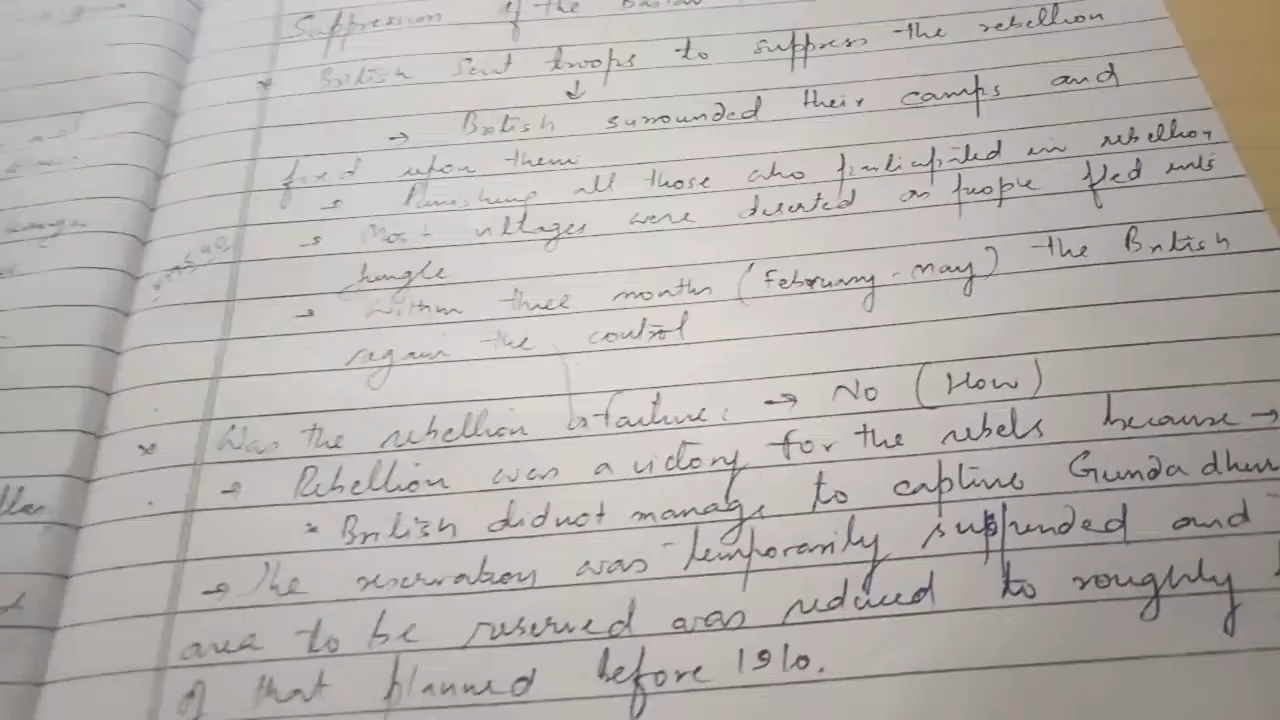 Suppression of the
* British sent troops to suppress the rebellion
↓
→ British surrounded their camps and
fired upon them
→ Punishing all those who participated in rebellion
→ Most villages were deserted as people fled into
jungle
→ Within three months (February - May) the British
regain the control
* Was the rebellion a failure: → No (How)
→ Rebellion was a victory for the rebels because →
* British did not manage to capture Gunda dhur
→ The reservation was temporarily suspended and
area to be reserved was reduced to roughly
of that planned before 1910.